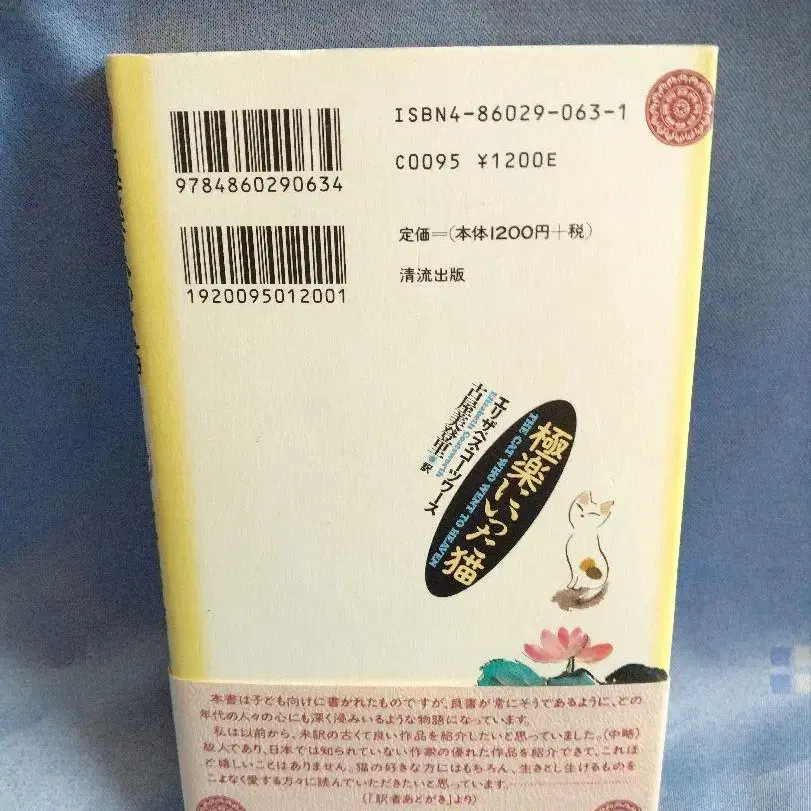 ISBN4-86029-063-1
9784860290634
C0095 ¥1200E
定価=(本体1200円+税)
1920095012001
清流出版
極楽にいった猫
THE CAT WHO WENT TO HEAVEN
エリザベス・コーツワース
Elizabeth Coatsworth
古屋美登里 訳
本書は子ども向けに書かれたものですが、良書が常にそうであるように、どの
年代の人々の心にも深く浸みいるような物語になっています。
私は以前から、未訳の古くて良い作品を紹介したいと思っていました。(中略)
故人であり、日本では知られていない作家の優れた作品を紹介できて、これほ
ど嬉しいことはありません。猫の好きな方にはもちろん、生きとし生けるものを
こよなく愛する方々に読んでいただきたいと思っています。
(「訳者あとがき」より)